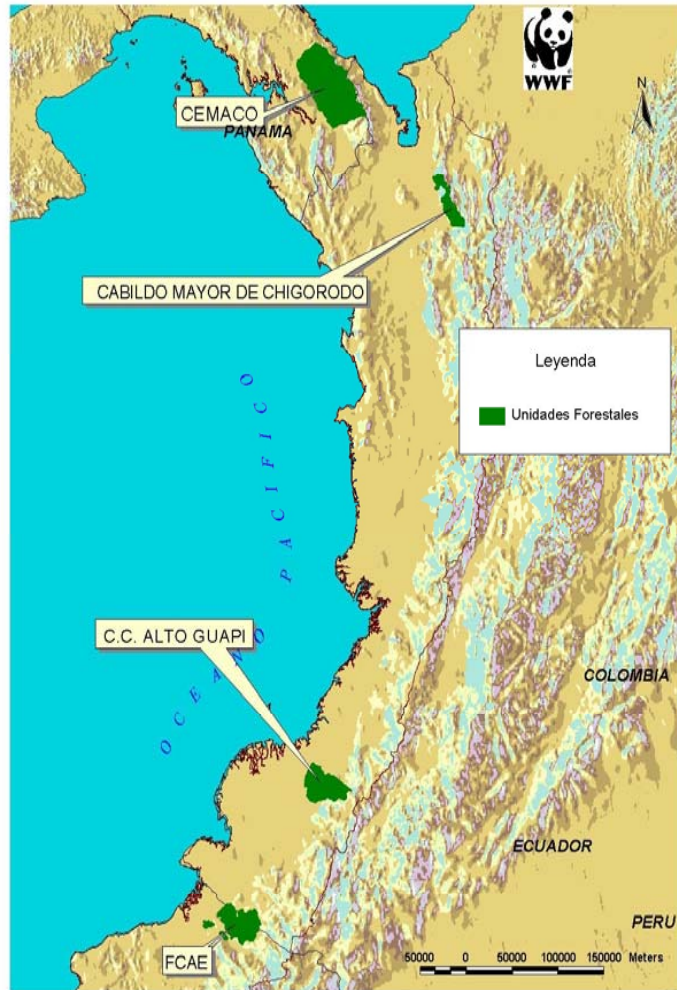 WWF
N
CEMACO
PANAMA
CABILDO MAYOR DE CHIGORODO
Leyenda
Unidades Forestales
OCEANO PACIFICO
C.C. ALTO GUAPI
COLOMBIA
ECUADOR
PERU
FCAE
50000 0 50000 100000 150000 Meters